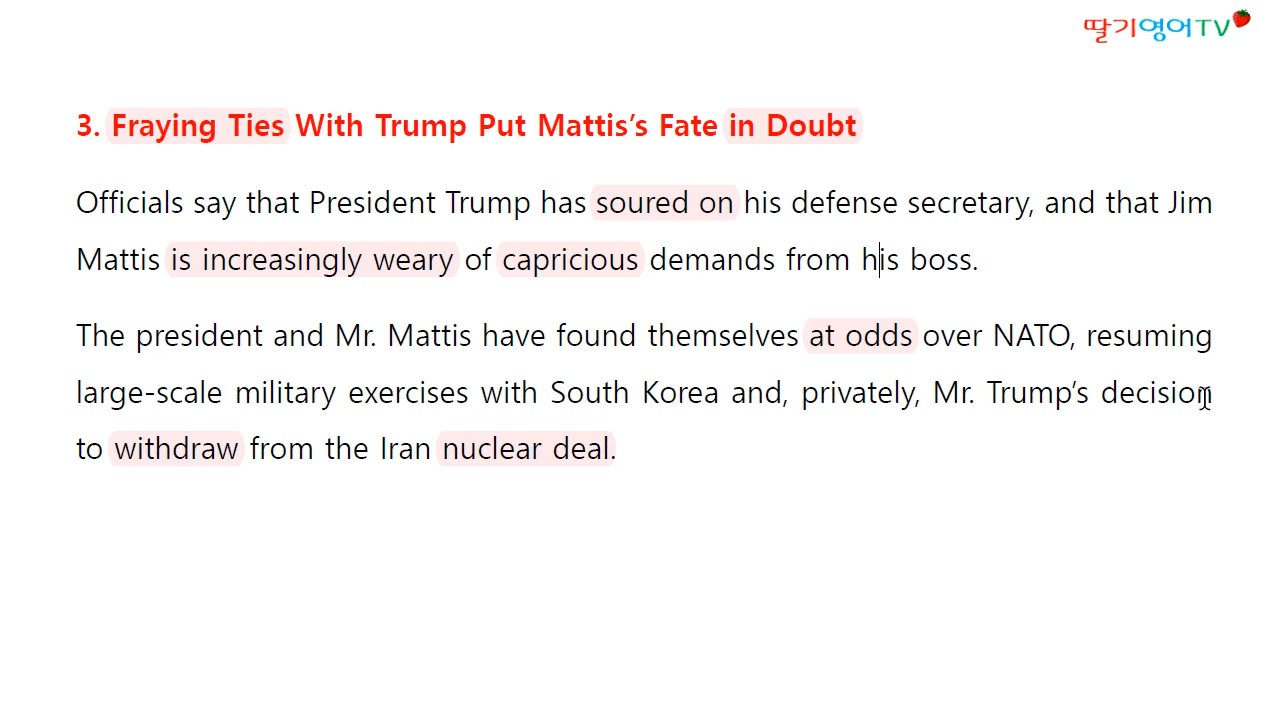 딸기영어TV
3. Fraying Ties With Trump Put Mattis’s Fate in Doubt
Officials say that President Trump has soured on his defense secretary, and that Jim
Mattis is increasingly weary of capricious demands from his boss.
The president and Mr. Mattis have found themselves at odds over NATO, resuming
large-scale military exercises with South Korea and, privately, Mr. Trump’s decision
to withdraw from the Iran nuclear deal.